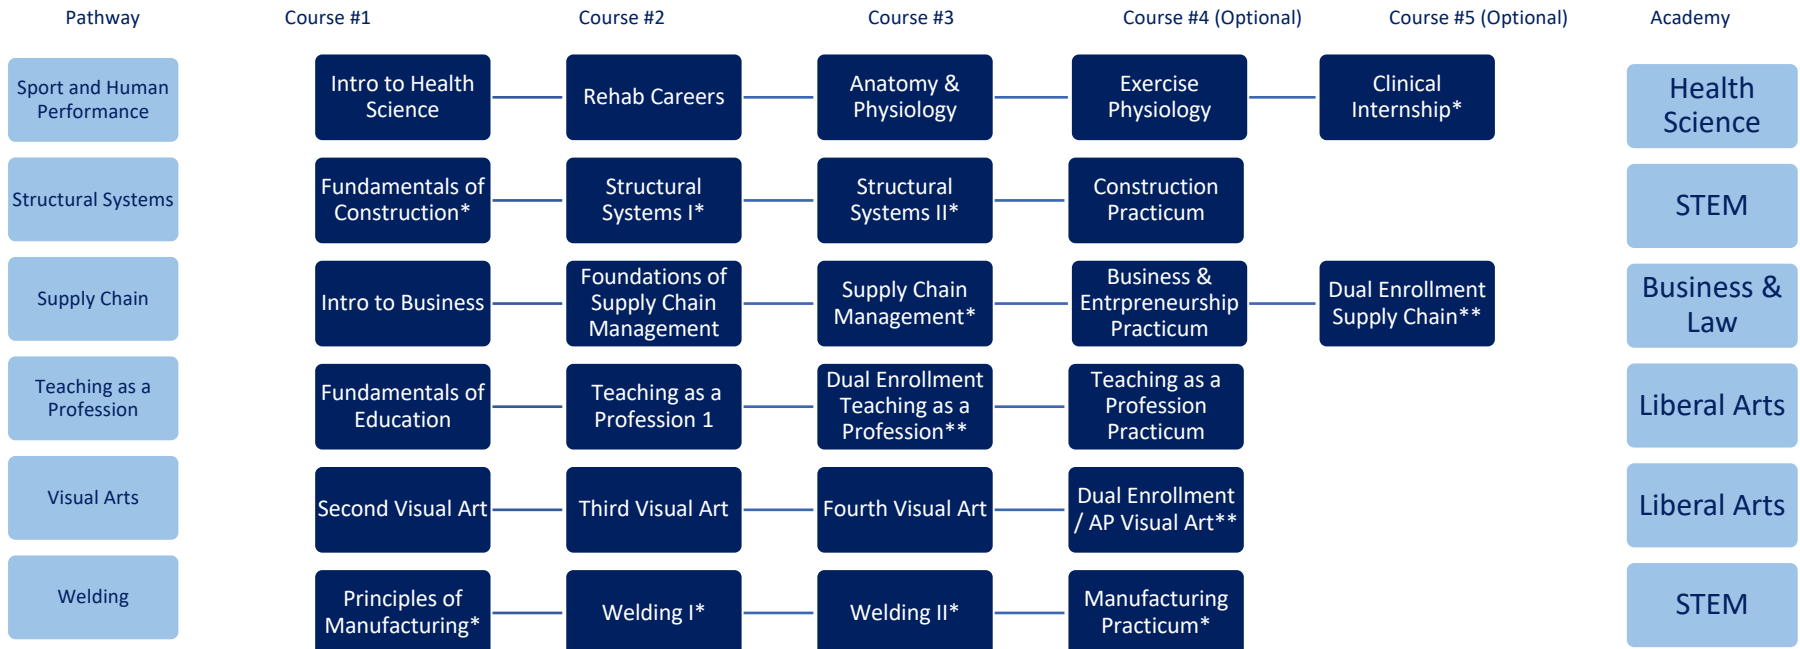 Pathway Course #1 Course #2 Course #3 Course #4 (Optional) Course #5 (Optional) Academy
Sport and Human
Performance
Intro to Health
Science
Rehab Careers
Anatomy &
Physiology
Exercise
Physiology
Clinical
Internship*
Health
Science
Structural Systems
Fundamentals of
Construction*
Structural
Systems I*
Structural
Systems II*
Construction
Practicum
STEM
Supply Chain
Intro to Business
Foundations of
Supply Chain
Management
Supply Chain
Management*
Business &
Entrpreneurship
Practicum
Dual Enrollment
Supply Chain**
Business &
Law
Teaching as a
Profession
Fundamentals of
Education
Teaching as a
Profession 1
Dual Enrollment
Teaching as a
Profession**
Teaching as a
Profession
Practicum
Liberal Arts
Visual Arts
Second Visual Art
Third Visual Art
Fourth Visual Art
Dual Enrollment
/ AP Visual Art**
Liberal Arts
Welding
Principles of
Manufacturing*
Welding I*
Welding II*
Manufacturing
Practicum*
STEM